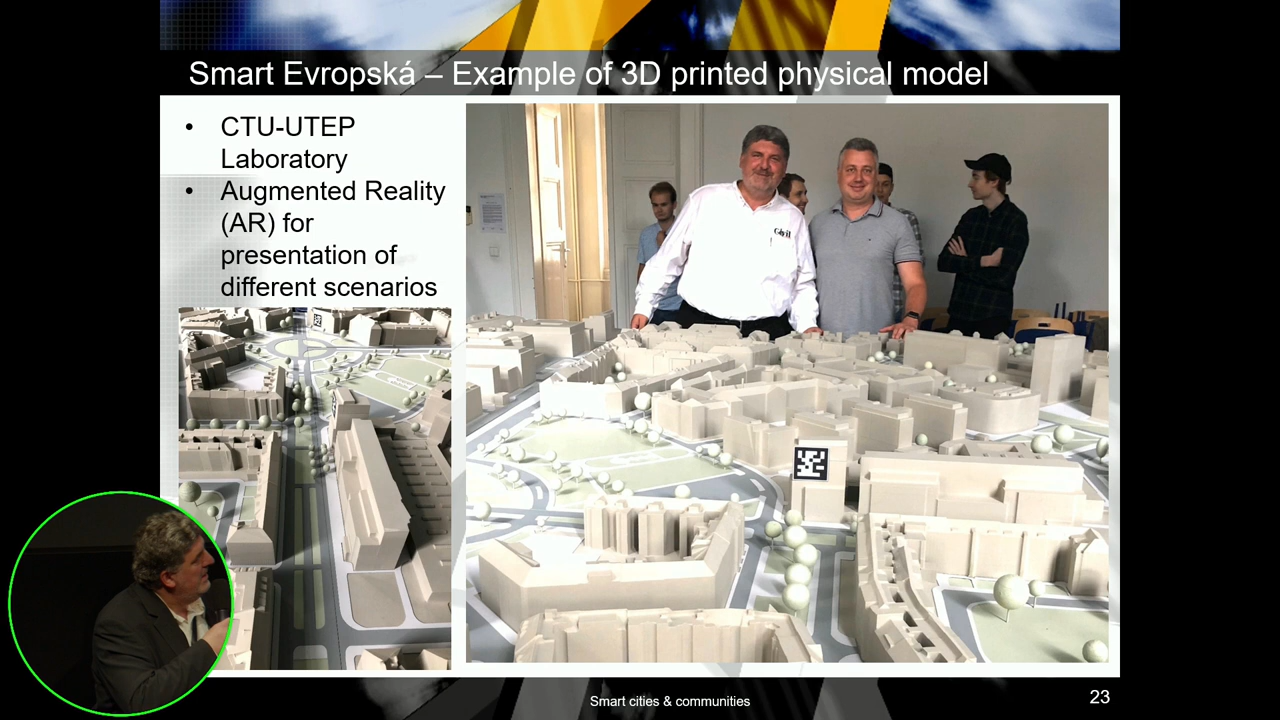 Smart Evropská – Example of 3D printed physical model
• CTU-UTEP
Laboratory
• Augmented Reality
(AR) for
presentation of
different scenarios
Smart cities & communities
23